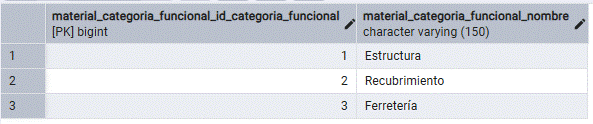 material_categoria_funcional_id_categoria_funcional material_categoria_funcional_nombre
[PK] bigint character varying (150)
1 1 Estructura
2 2 Recubrimiento
3 3 Ferretería